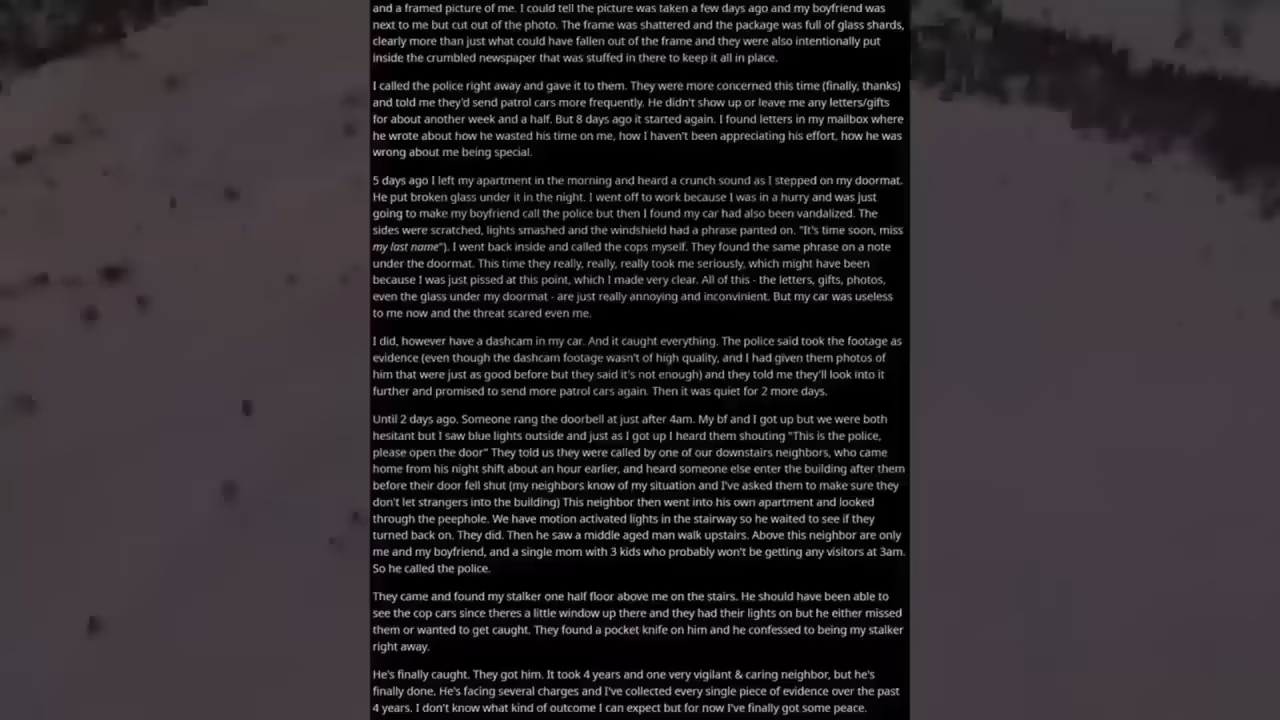 and a framed picture of me. I could tell the picture was taken a few days ago and my boyfriend was
next to me but cut out of the photo. The frame was shattered and the package was full of glass shards,
clearly more than just what could have fallen out of the frame and they were also intentionally put
inside the crumbled newspaper that was stuffed in there to keep it all in place.
I called the police right away and gave it to them. They were more concerned this time (finally, thanks)
and told me they'd send patrol cars more frequently. He didn't show up or leave me any letters/gifts
for about another week and a half. But 8 days ago it started again. I found letters in my mailbox where
he wrote about how he wasted his time on me, how I haven't been appreciating his effort, how he was
wrong about me being special.
5 days ago I left my apartment in the morning and heard a crunch sound as I stepped on my doormat.
He put broken glass under it in the night. I went off to work because I was in a hurry and was just
going to make my boyfriend call the police but then I found my car had also been vandalized. The
sides were scratched, lights smashed and the windshield had a phrase panted on. "It's time soon, miss
my last name"). I went back inside and called the cops myself. They found the same phrase on a note
under the doormat. This time they really, really, really took me seriously, which might have been
because I was just pissed at this point, which I made very clear. All of this - the letters, gifts, photos,
even the glass under my doormat - are just really annoying and inconvinient. But my car was useless
to me now and the threat scared even me.
I did, however have a dashcam in my car. And it caught everything. The police said took the footage as
evidence (even though the dashcam footage wasn't of high quality, and I had given them photos of
him that were just as good before but they said it's not enough) and they told me they'll look into it
further and promised to send more patrol cars again. Then it was quiet for 2 more days.
Until 2 days ago. Someone rang the doorbell at just after 4am. My bf and I got up but we were both
hesitant but I saw blue lights outside and just as I got up I heard them shouting "This is the police,
please open the door" They told us they were called by one of our downstairs neighbors, who came
home from his night shift about an hour earlier, and heard someone else enter the building after them
before their door fell shut (my neighbors know of my situation and I've asked them to make sure they
don't let strangers into the building) This neighbor then went into his own apartment and looked
through the peephole. We have motion activated lights in the stairway so he waited to see if they
turned back on. They did. Then he saw a middle aged man walk upstairs. Above this neighbor are only
me and my boyfriend, and a single mom with 3 kids who probably won't be getting any visitors at 3am.
So he called the police.
They came and found my stalker one half floor above me on the stairs. He should have been able to
see the cop cars since theres a little window up there and they had their lights on but he either missed
them or wanted to get caught. They found a pocket knife on him and he confessed to being my stalker
right away.
He's finally caught. They got him. It took 4 years and one very vigilant & caring neighbor, but he's
finally done. He's facing several charges and I've collected every single piece of evidence over the past
4 years. I don't know what kind of outcome I can expect but for now I've finally got some peace.